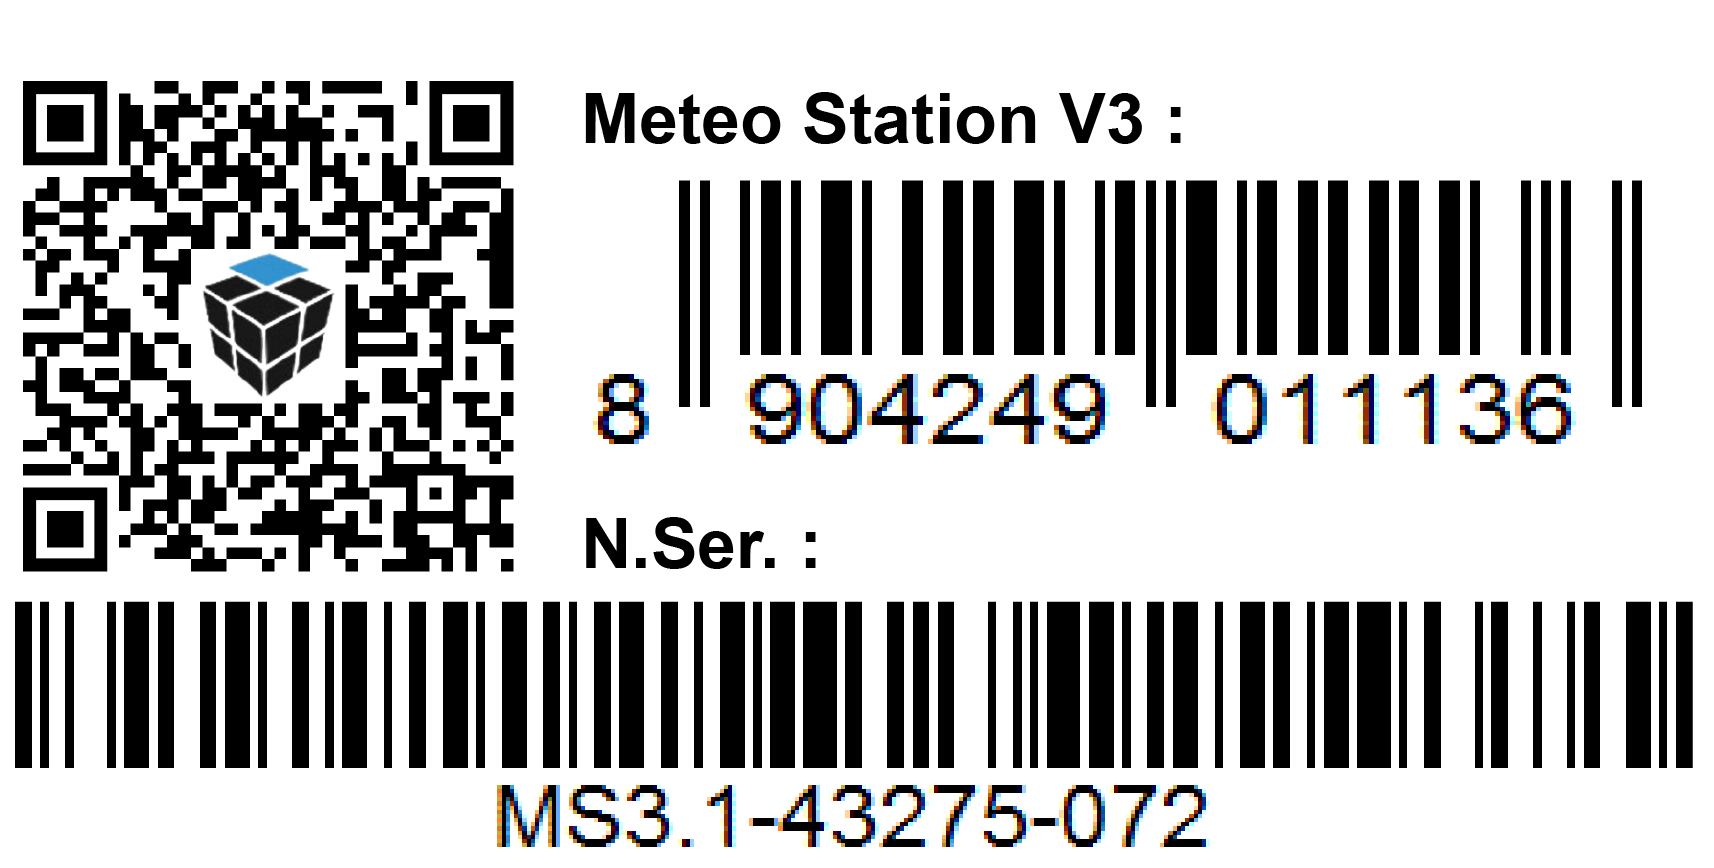 Meteo Station V3 :
8 904249 011136
N.Ser. :
MS3.1-43275-072